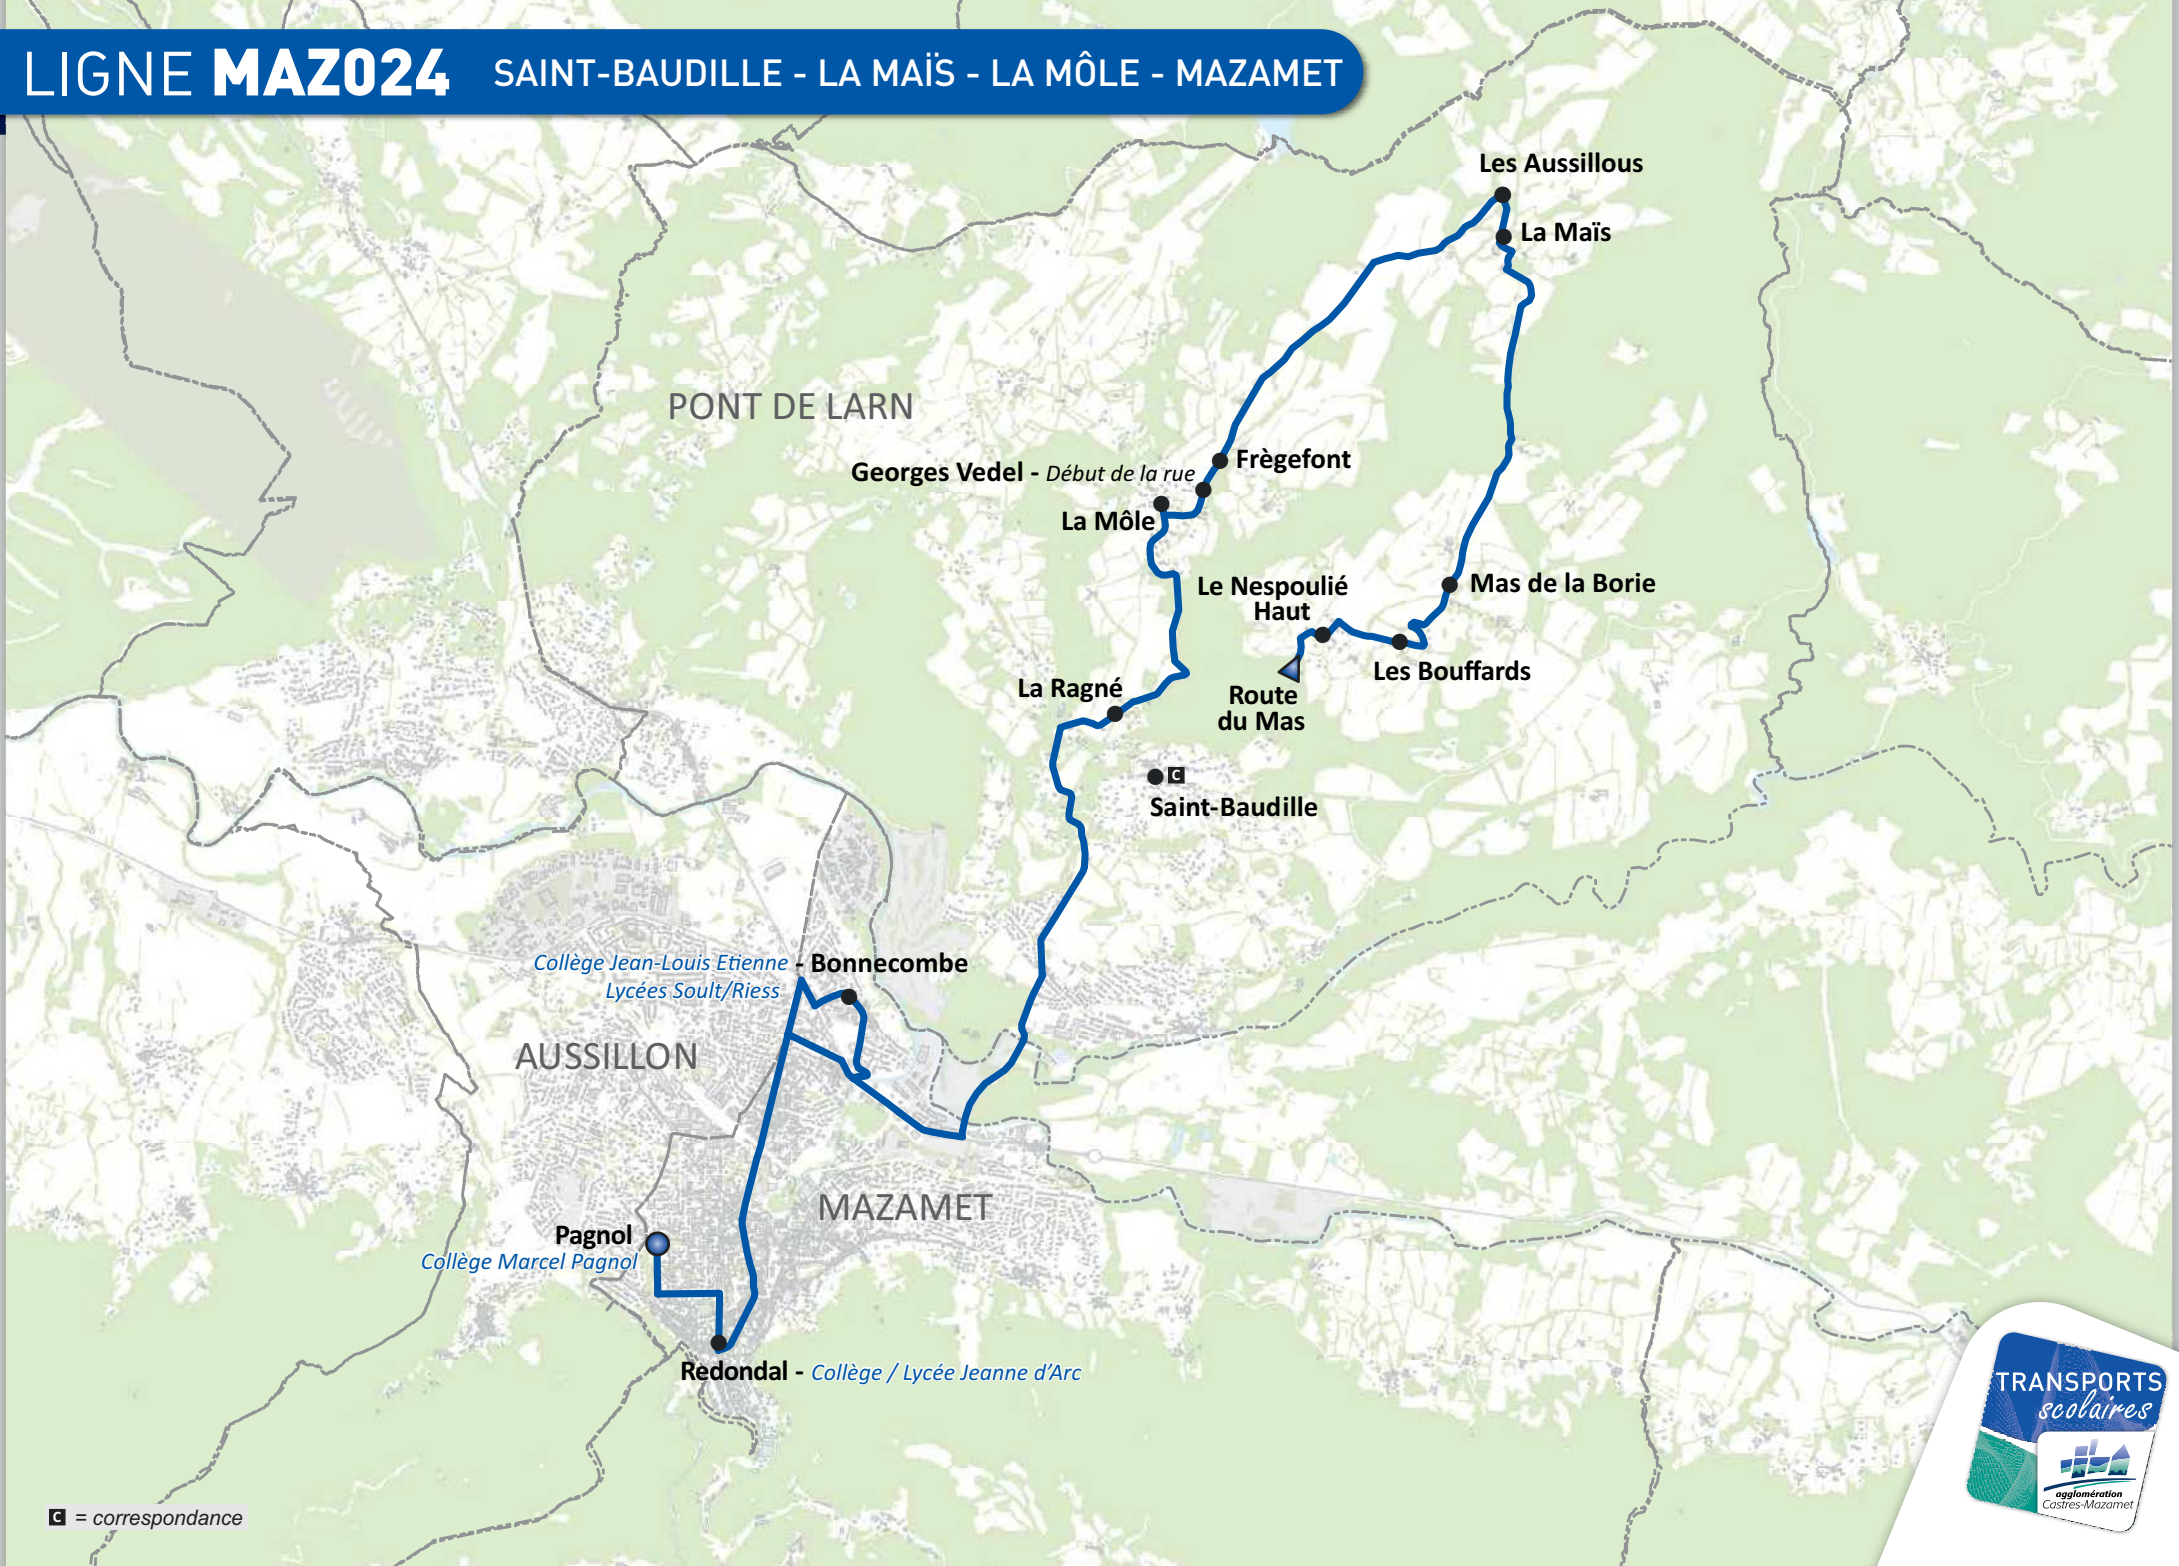 LIGNE MAZ024 SAINT-BAUDILLE - LA MAÏS - LA MÔLE - MAZAMET
Les Aussillous
La Maïs
PONT DE LARN
Frègefont
Georges Vedel - Début de la rue
La Môle
Le Nespoulié
Haut
Mas de la Borie
Les Bouffards
La Ragné
Route
du Mas
C
Saint-Baudille
Collège Jean-Louis Etienne - Bonnecombe
Lycées Soult/Riess
AUSSILLON
MAZAMET
Pagnol
Collège Marcel Pagnol
Redondal - Collège / Lycée Jeanne d'Arc
TRANSPORTS
scolaires
agglomération
Castres-Mazamet
C = correspondance